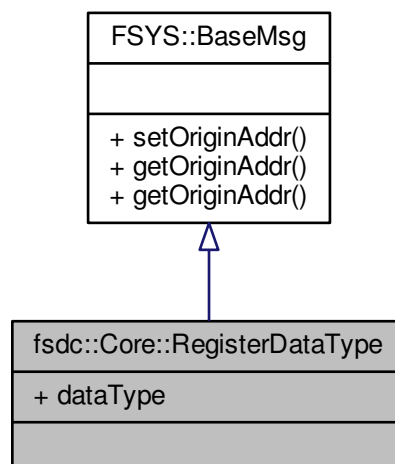 FSYS::BaseMsg
+ setOriginAddr()
+ getOriginAddr()
+ getOriginAddr()
fsdc::Core::RegisterDataType
+ dataType